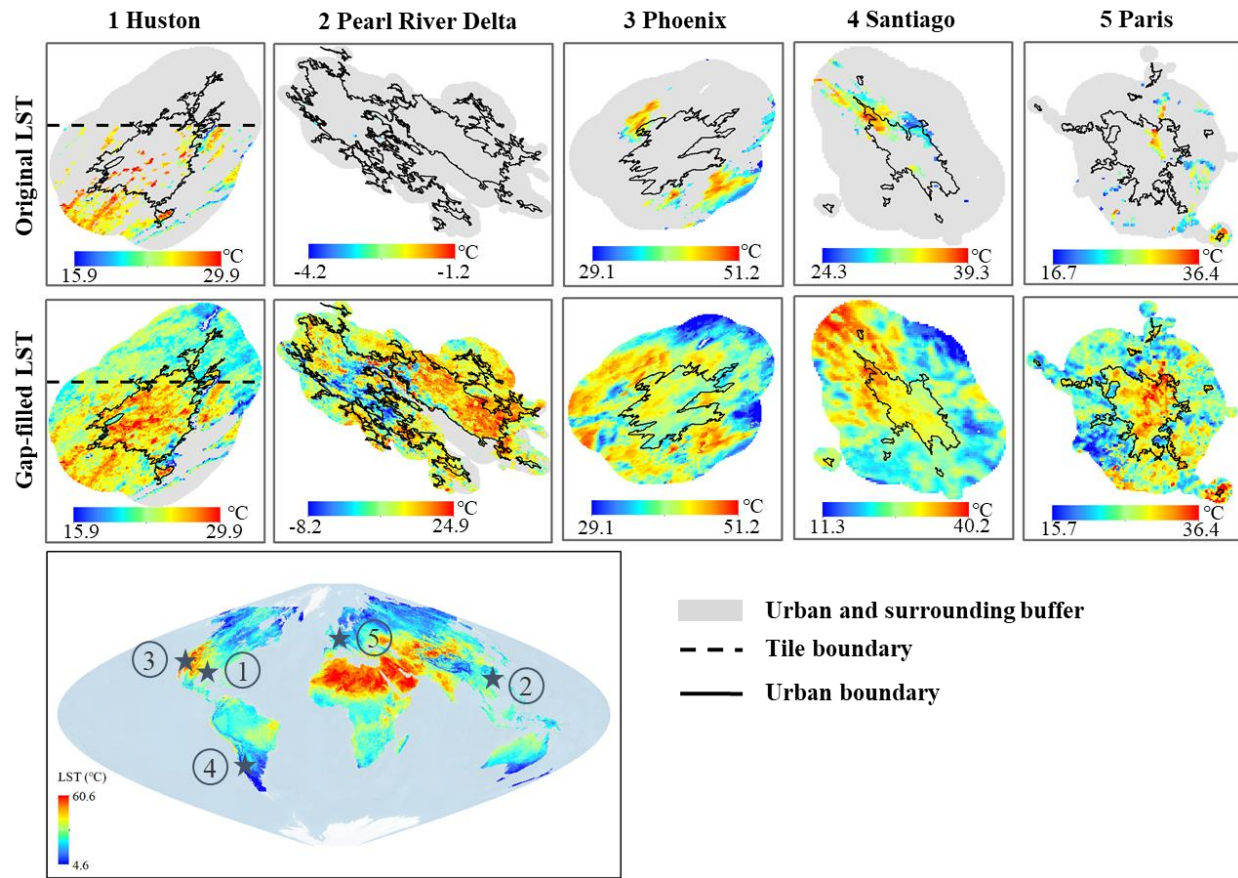 1 Huston 2 Pearl River Delta 3 Phoenix 4 Santiago 5 Paris
Original LST
°C °C °C °C °C
15.9 29.9 -4.2 -1.2 29.1 51.2 24.3 39.3 16.7 36.4
Gap-filled LST
°C °C °C °C °C
15.9 29.9 -8.2 24.9 29.1 51.2 11.3 40.2 15.7 36.4
Urban and surrounding buffer
Tile boundary
Urban boundary
3
1
5
2
4
LST (°C)
60.6
4.6